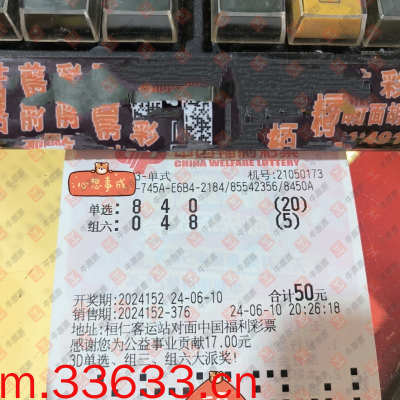 CHINA WELFARE LOTTERY
3-单式 机号:21050173
-745A-E6B4-2184/85542356/8450A
心想事成
单选: 8 4 0 (20)
组六: 0 4 8 (5)
开奖期:2024152 24-06-10 合计50元
销售期:2024152-376 24-06-10 20:26:18
地址:桓仁客运站对面中国福利彩票
感谢您为公益事业贡献17.00元
3D单选、组三、组六大派奖!
m.33633.cn